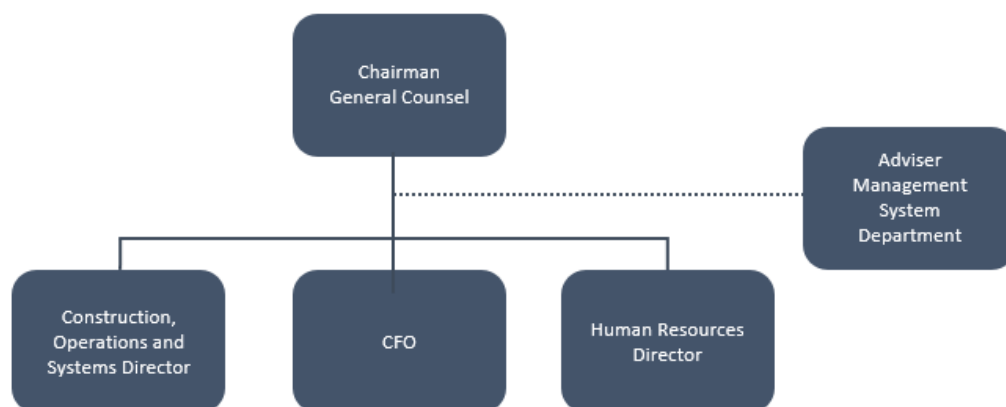 Chairman
General Counsel
Adviser
Management
System
Department
Construction,
Operations and
Systems Director
CFO
Human Resources
Director